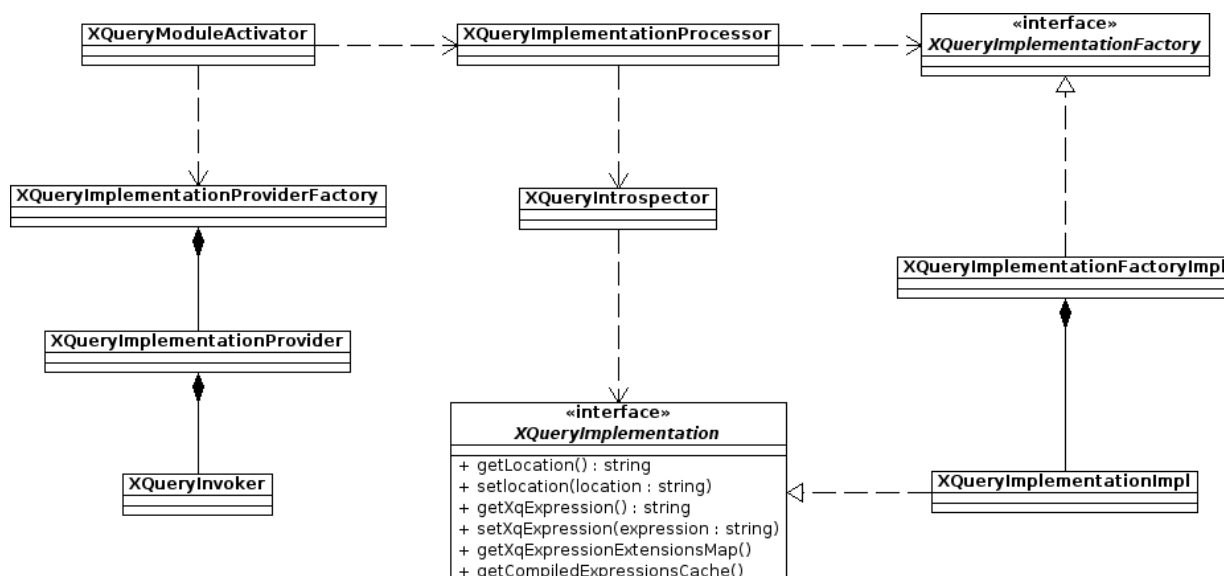 XQueryModuleActivator
XQueryImplementationProcessor
«interface»
XQueryImplementationFactory
XQueryImplementationProviderFactory
XQueryIntrospector
XQueryImplementationFactoryImpl
XQueryImplementationProvider
«interface»
XQueryImplementation
+ getLocation() : string
+ setlocation(location : string)
+ getXqExpression() : string
+ setXqExpression(expression : string)
+ getXqExpressionExtensionsMap()
+ getCompiledExpressionsCache()
XQueryInvoker
XQueryImplementationImpl